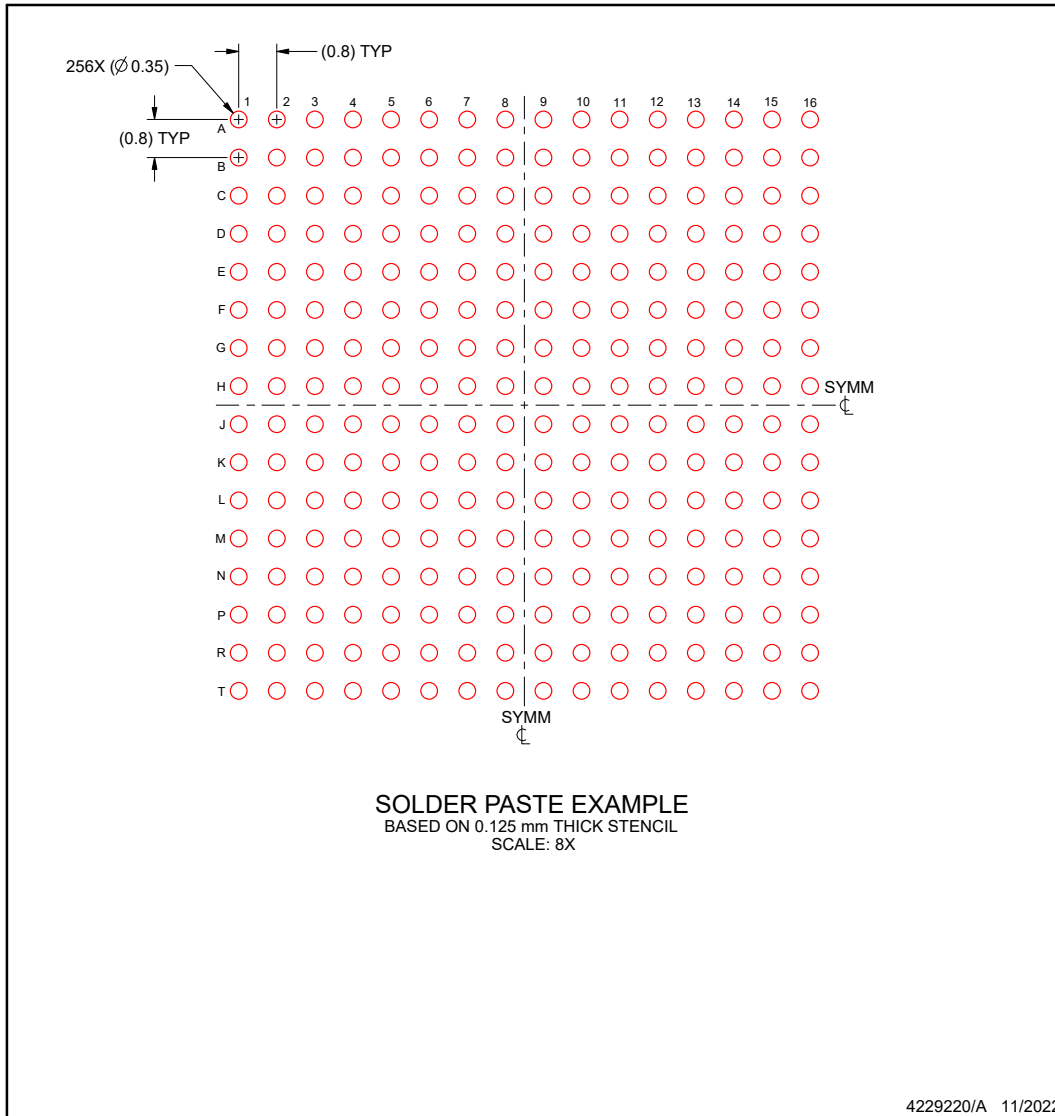 (0.8) TYP
256X (Ø 0.35)
1 2 3 4 5 6 7 8 9 10 11 12 13 14 15 16
A
(0.8) TYP
B
C
D
E
F
G
H
SYMM
℄
J
K
L
M
N
P
R
T
SYMM
℄
SOLDER PASTE EXAMPLE
BASED ON 0.125 mm THICK STENCIL
SCALE: 8X
4229220/A 11/2022